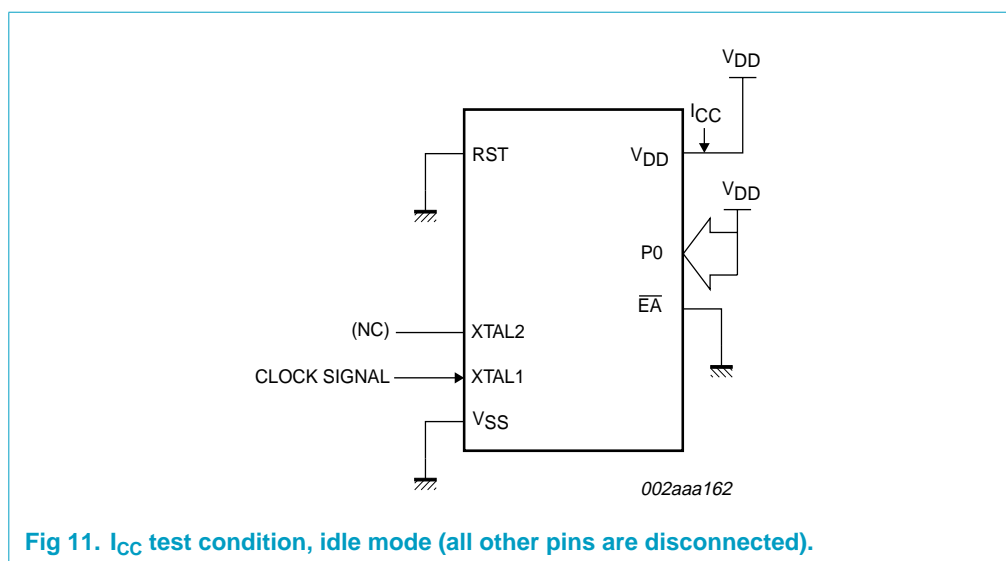 VDD
ICC
RST
VDD
VDD
P0
EA
(NC)
XTAL2
CLOCK SIGNAL
XTAL1
VSS
002aaa162
Fig 11. ICC test condition, idle mode (all other pins are disconnected).